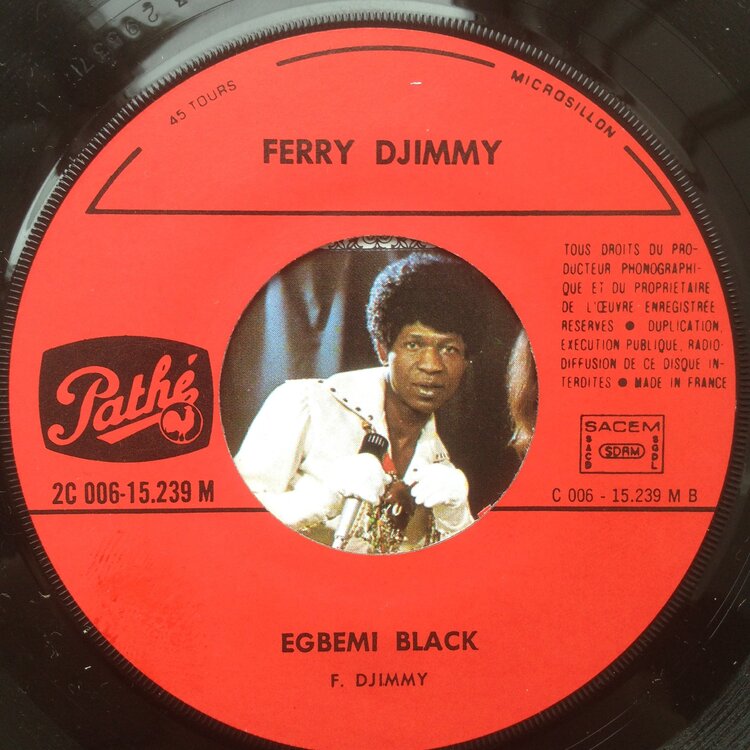 45 TOURS
MICROSILLON
FERRY DJIMMY
TOUS DROITS DU PRO-
DUCTEUR PHONOGRAPHI-
QUE ET DU PROPRIETAIRE
DE L'ŒUVRE ENREGISTREE
RESERVES ● DUPLICATION,
EXECUTION PUBLIQUE, RADIO-
DIFFUSION DE CE DISQUE IN-
TERDITES ● MADE IN FRANCE
Pathé
SACEM
SACD
SDRM
SGDL
2C 006-15.239 M
C 006 - 15.239 M B
EGBEMI BLACK
F. DJIMMY